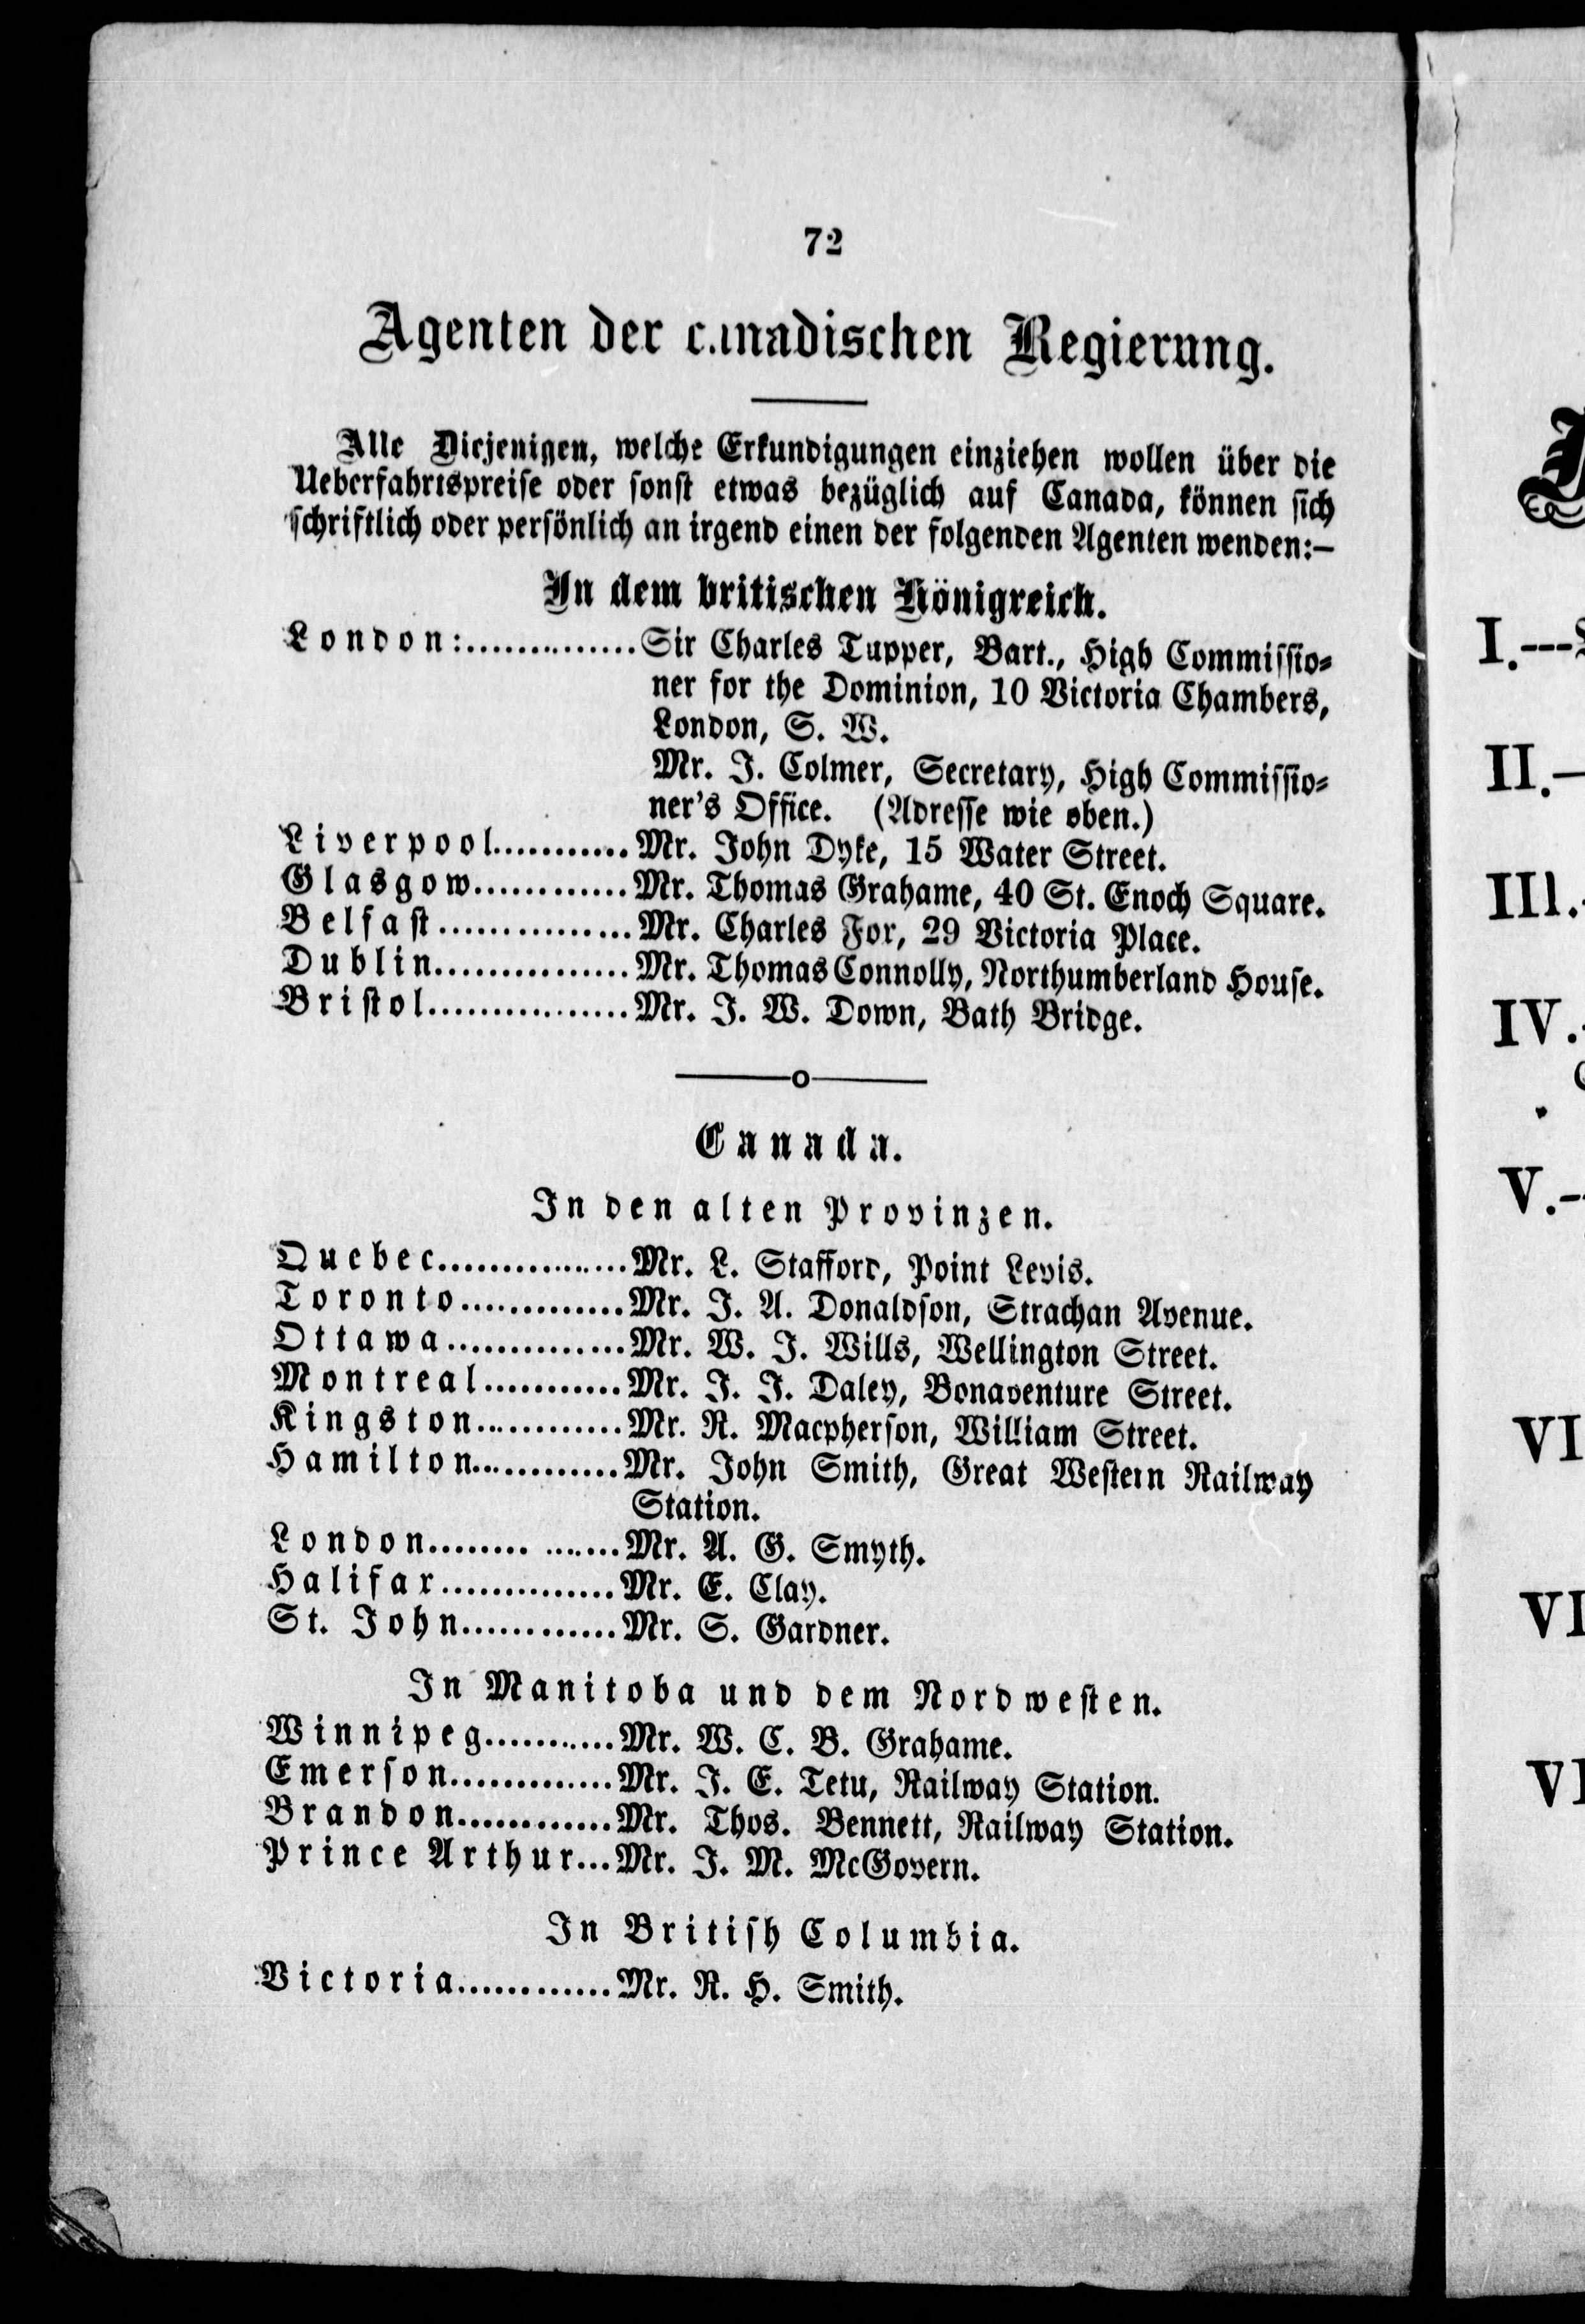 72
Agenten der canadischen Regierung.
Alle Diejenigen, welche Erkundigungen einziehen wollen über die
Ueberfahrtspreise oder sonst etwas bezüglich auf Canada, können sich
schriftlich oder persönlich an irgend einen der folgenden Agenten wenden:—
In dem britischen Königreich.
London:..............Sir Charles Tupper, Bart., High Commissio-
ner for the Dominion, 10 Victoria Chambers,
London, S. W.
Mr. J. Colmer, Secretary, High Commissio-
ner's Office. (Adresse wie oben.)
Liverpool...........Mr. John Dyke, 15 Water Street.
Glasgow............Mr. Thomas Grahame, 40 St. Enoch Square.
Belfast...............Mr. Charles Fox, 29 Victoria Place.
Dublin...............Mr. Thomas Connolly, Northumberland House.
Bristol................Mr. J. W. Down, Bath Bridge.
Canada.
In den alten Provinzen.
Quebec...............Mr. L. Stafford, Point Levis.
Toronto.............Mr. J. A. Donaldson, Strachan Avenue.
Ottawa..............Mr. W. J. Wills, Wellington Street.
Montreal...........Mr. J. J. Daley, Bonaventure Street.
Kingston............Mr. R. Macpherson, William Street.
Hamilton............Mr. John Smith, Great Western Railway
Station.
London........ ......Mr. A. G. Smyth.
Halifax..............Mr. E. Clay.
St. John............Mr. S. Gardner.
In Manitoba und dem Nordwesten.
Winnipeg..........Mr. W. C. B. Grahame.
Emerson.............Mr. J. E. Tetu, Railway Station.
Brandon............Mr. Thos. Bennett, Railway Station.
Prince Arthur...Mr. J. M. McGovern.
In British Columbia.
Victoria............Mr. R. H. Smith.
I.---
II.—
III.
IV.
V.-
VI
VI
VI